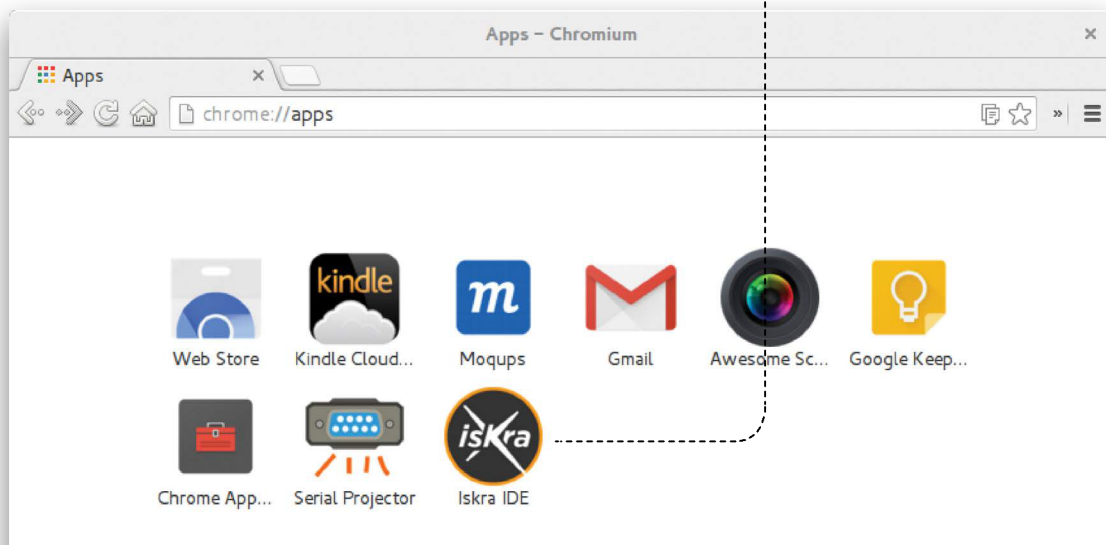 Apps – Chromium
Apps
chrome://apps
kindle
m
Web Store
Kindle Cloud...
Moqups
Gmail
Awesome Sc...
Google Keep...
isKra
Chrome App...
Serial Projector
Iskra IDE